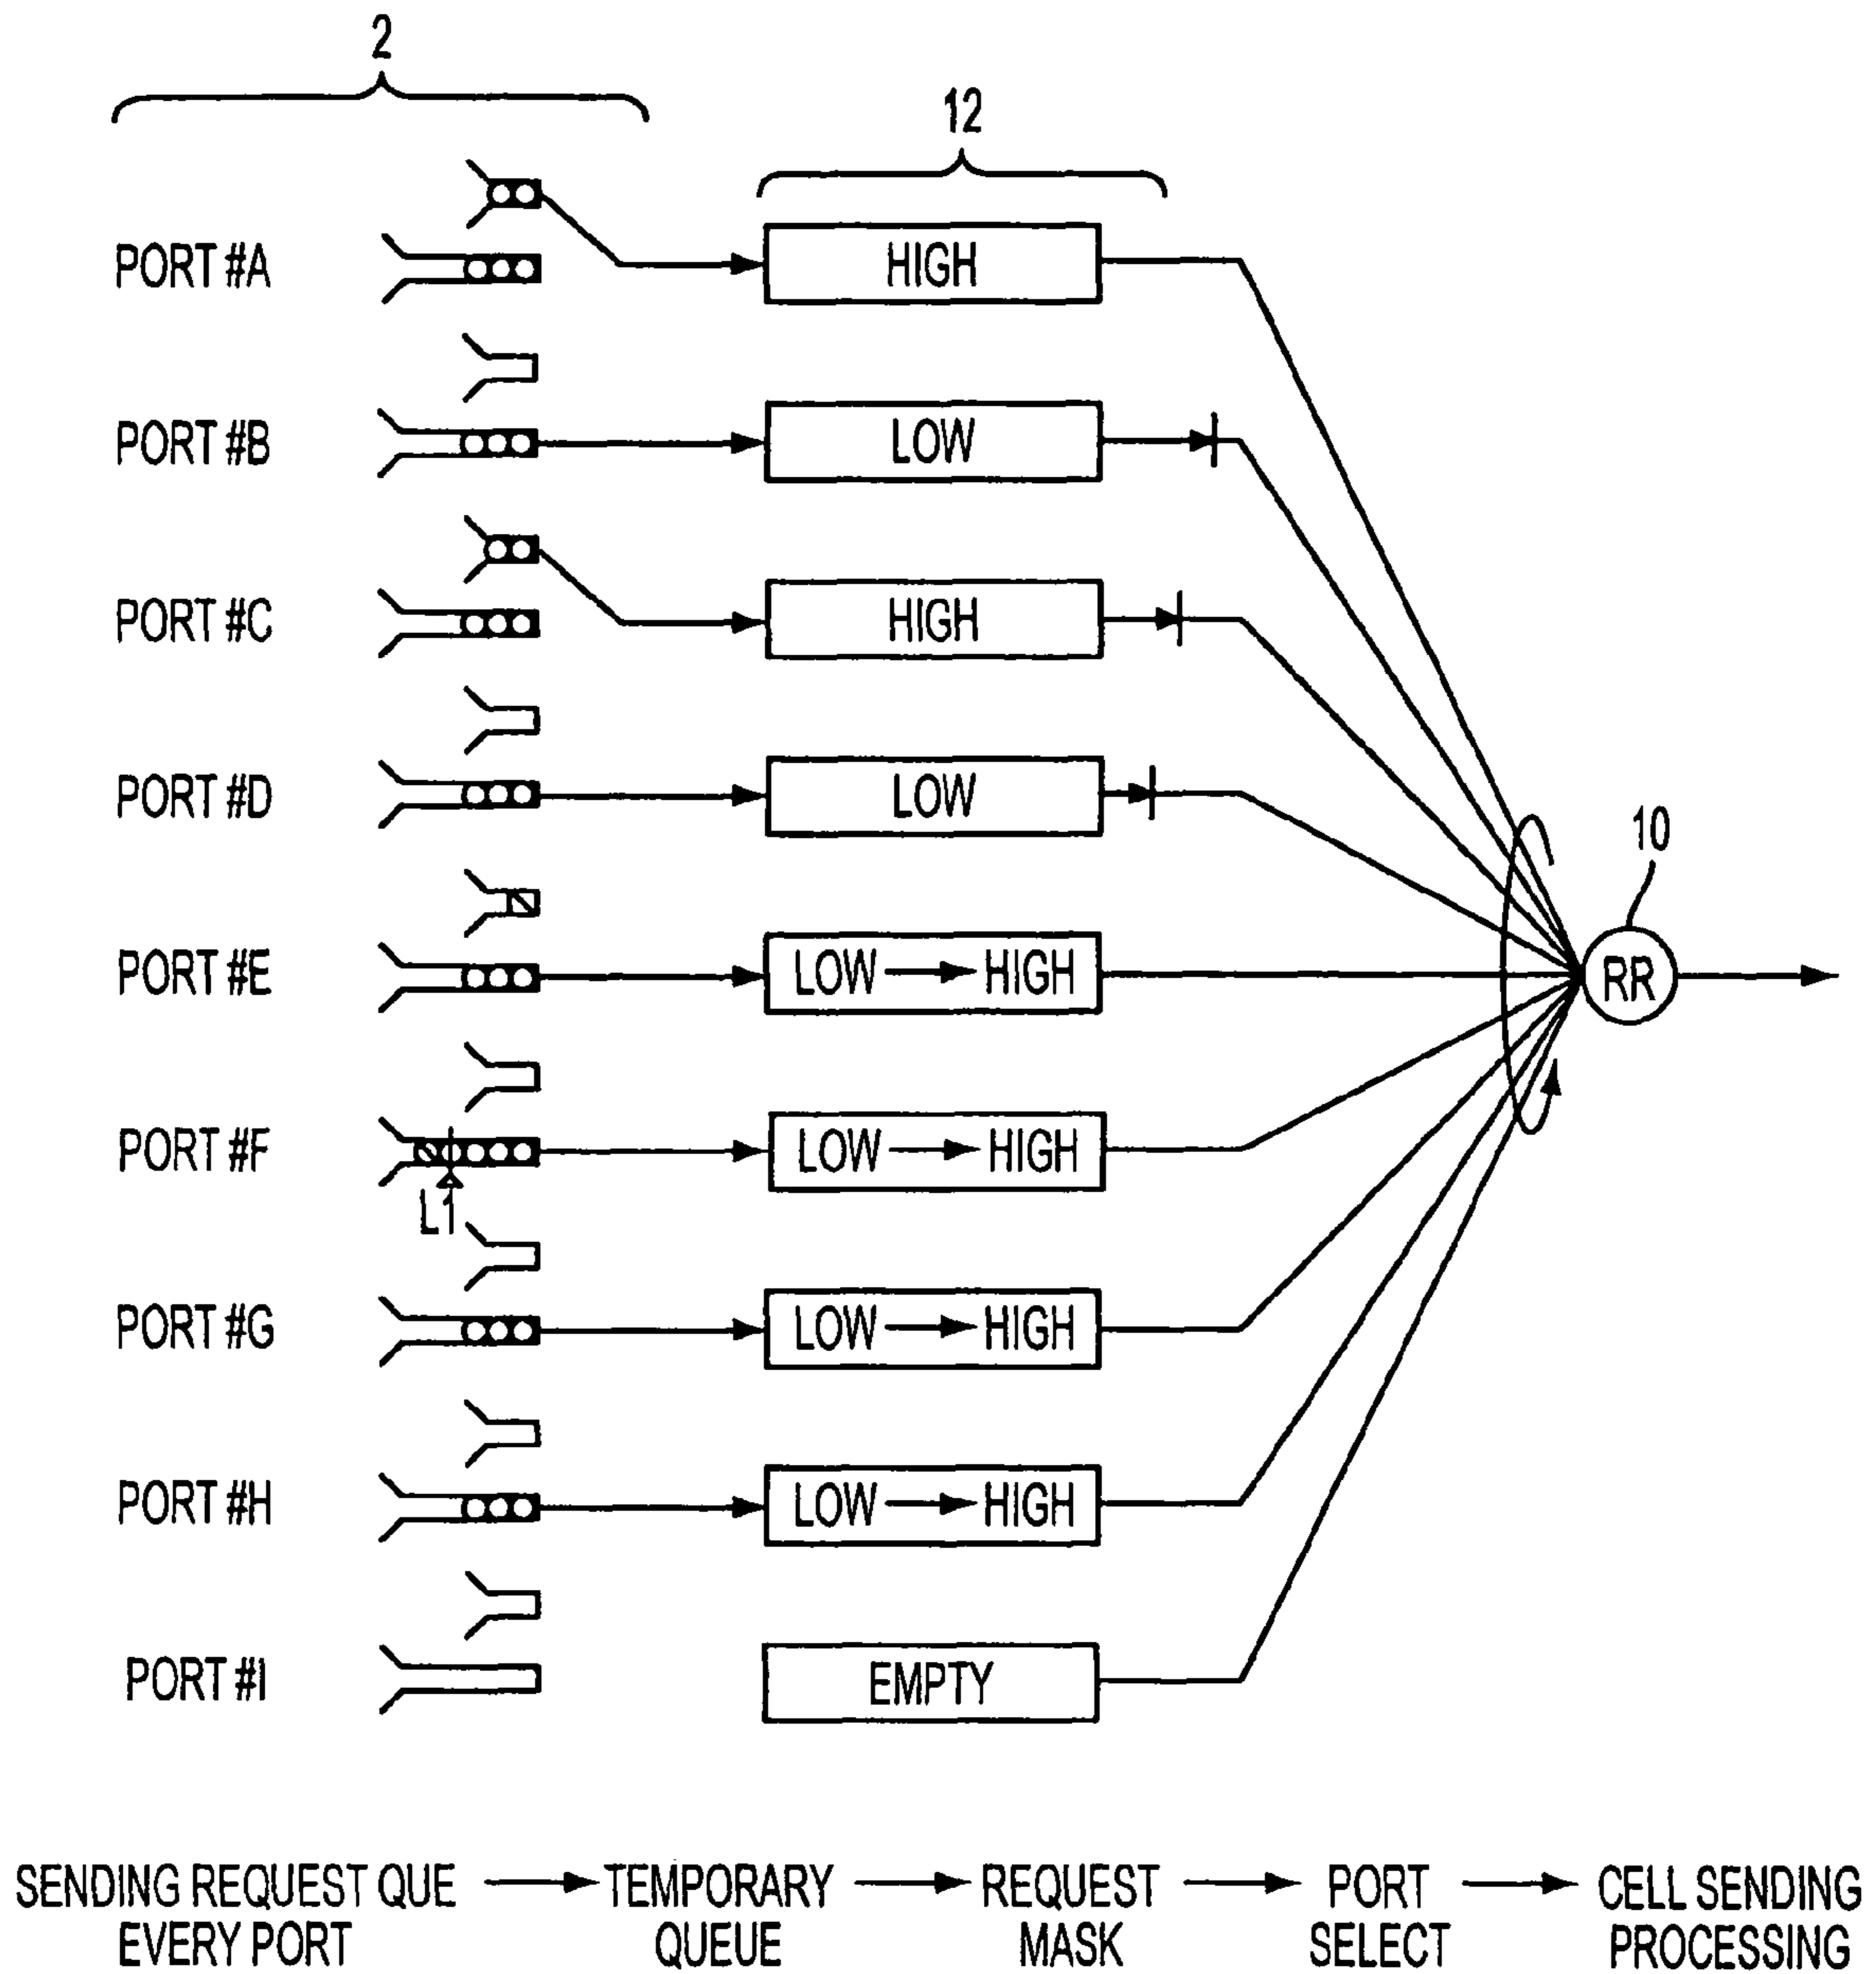 2
12
PORT #A
HIGH
PORT #B
LOW
PORT #C
HIGH
PORT #D
LOW
10
PORT #E
LOW HIGH
RR
PORT #F
LOW HIGH
L1
PORT #G
LOW HIGH
PORT #H
LOW HIGH
PORT #I
EMPTY
SENDING REQUEST QUE
EVERY PORT
TEMPORARY
QUEUE
REQUEST
MASK
PORT
SELECT
CELL SENDING
PROCESSING